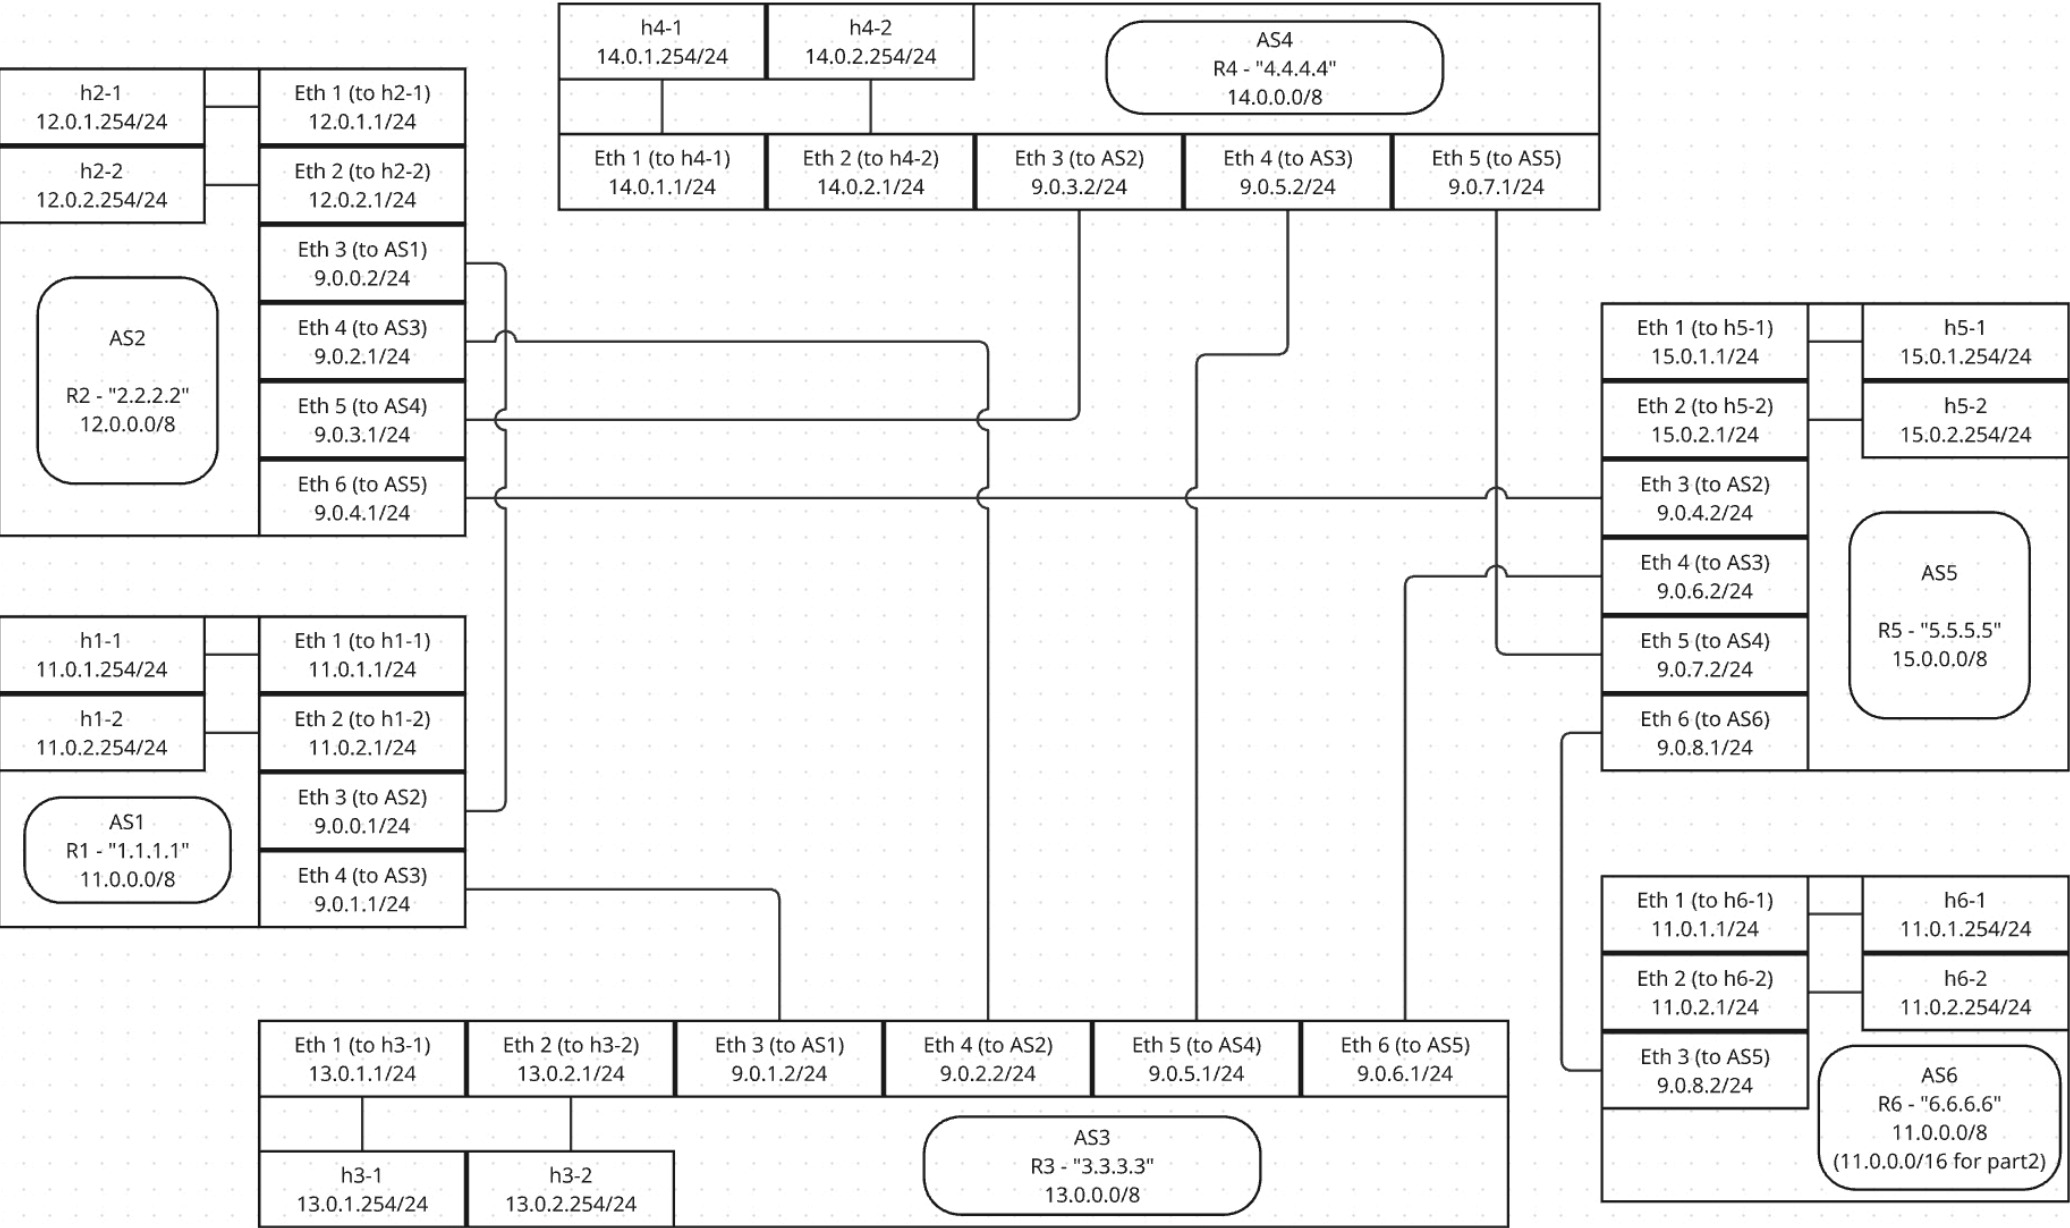 h4-1
14.0.1.254/24
h4-2
14.0.2.254/24
AS4
R4 - "4.4.4.4"
14.0.0.0/8
Eth 1 (to h4-1)
14.0.1.1/24
Eth 2 (to h4-2)
14.0.2.1/24
Eth 3 (to AS2)
9.0.3.2/24
Eth 4 (to AS3)
9.0.5.2/24
Eth 5 (to AS5)
9.0.7.1/24
h2-1
12.0.1.254/24
h2-2
12.0.2.254/24
Eth 1 (to h2-1)
12.0.1.1/24
Eth 2 (to h2-2)
12.0.2.1/24
Eth 3 (to AS1)
9.0.0.2/24
Eth 4 (to AS3)
9.0.2.1/24
Eth 5 (to AS4)
9.0.3.1/24
Eth 6 (to AS5)
9.0.4.1/24
AS2
R2 - "2.2.2.2"
12.0.0.0/8
Eth 1 (to h5-1)
15.0.1.1/24
Eth 2 (to h5-2)
15.0.2.1/24
Eth 3 (to AS2)
9.0.4.2/24
Eth 4 (to AS3)
9.0.6.2/24
Eth 5 (to AS4)
9.0.7.2/24
Eth 6 (to AS6)
9.0.8.1/24
h5-1
15.0.1.254/24
h5-2
15.0.2.254/24
AS5
R5 - "5.5.5.5"
15.0.0.0/8
h1-1
11.0.1.254/24
h1-2
11.0.2.254/24
Eth 1 (to h1-1)
11.0.1.1/24
Eth 2 (to h1-2)
11.0.2.1/24
Eth 3 (to AS2)
9.0.0.1/24
Eth 4 (to AS3)
9.0.1.1/24
AS1
R1 - "1.1.1.1"
11.0.0.0/8
Eth 1 (to h6-1)
11.0.1.1/24
Eth 2 (to h6-2)
11.0.2.1/24
Eth 3 (to AS5)
9.0.8.2/24
h6-1
11.0.1.254/24
h6-2
11.0.2.254/24
AS6
R6 - "6.6.6.6"
11.0.0.0/8
(11.0.0.0/16 for part2)
Eth 1 (to h3-1)
13.0.1.1/24
Eth 2 (to h3-2)
13.0.2.1/24
Eth 3 (to AS1)
9.0.1.2/24
Eth 4 (to AS2)
9.0.2.2/24
Eth 5 (to AS4)
9.0.5.1/24
Eth 6 (to AS5)
9.0.6.1/24
h3-1
13.0.1.254/24
h3-2
13.0.2.254/24
AS3
R3 - "3.3.3.3"
13.0.0.0/8